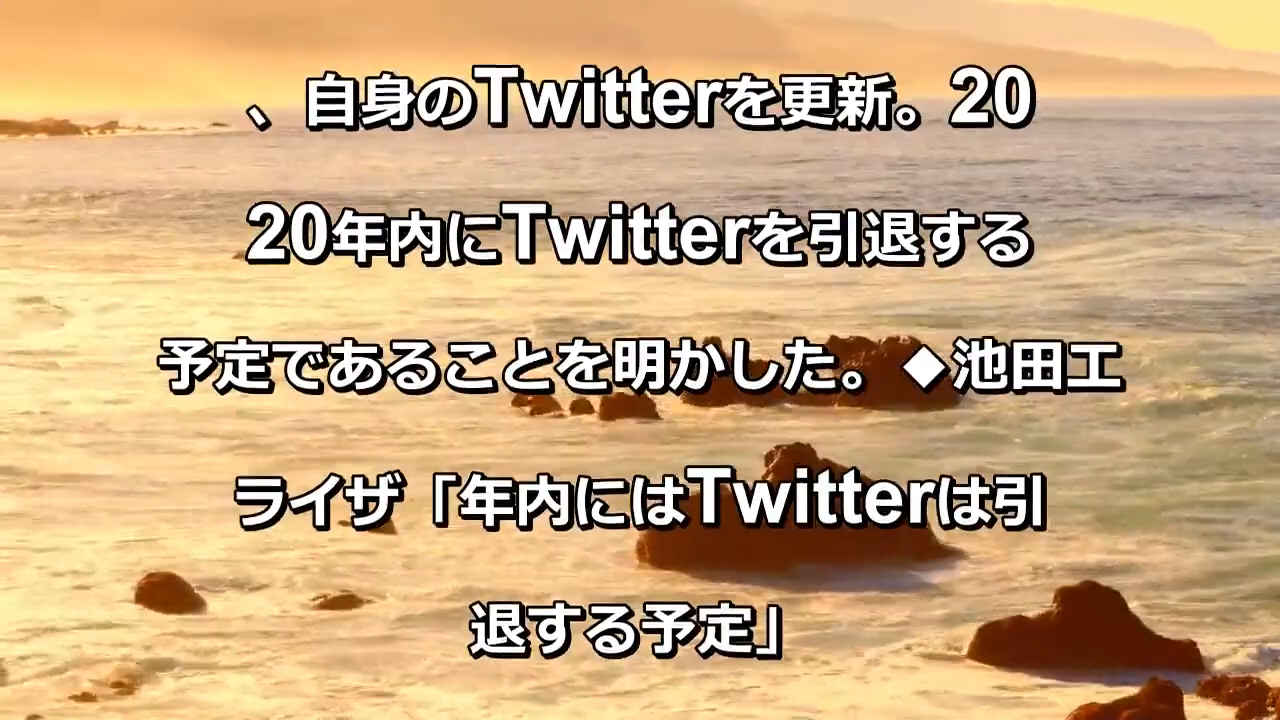 、自身のTwitterを更新。20
20年内にTwitterを引退する
予定であることを明かした。◆池田エ
ライザ「年内にはTwitterは引
退する予定」